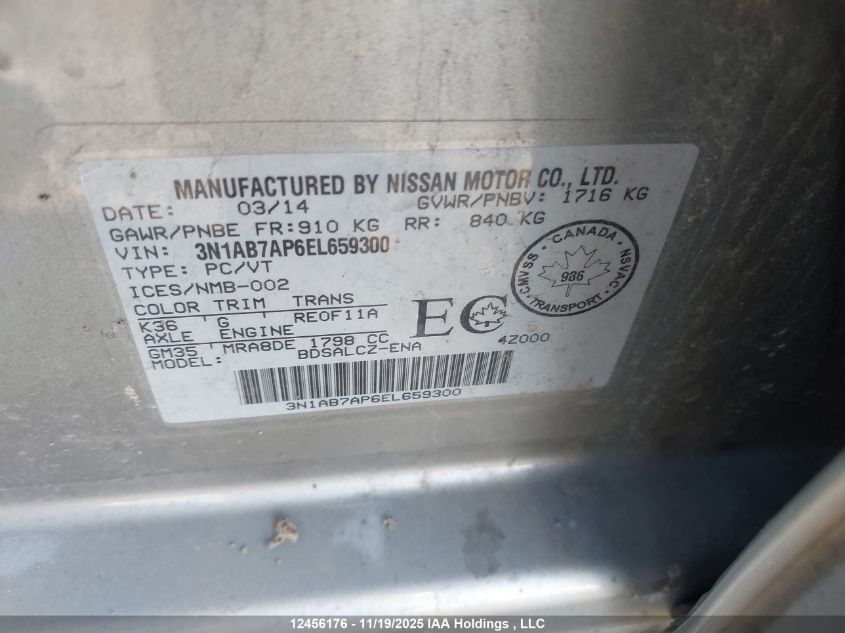 MANUFACTURED BY NISSAN MOTOR CO., LTD.
DATE: 03/14 GVWR/PNBV: 1716 KG
GAWR/PNBE FR:910 KG RR: 840 KG
VIN: 3N1AB7AP6EL659300
TYPE: PC/VT
ICES/NMB-002
COLOR TRIM TRANS
K36 G RE0F11A
AXLE ENGINE
GM35 MRA8DE 1798 CC
MODEL: BDSALCZ-ENA
EC
4Z000
CMVSS · CANADA · NSVAC
986
TRANSPORT
3N1AB7AP6EL659300
12456176 - 11/19/2025 IAA Holdings , LLC